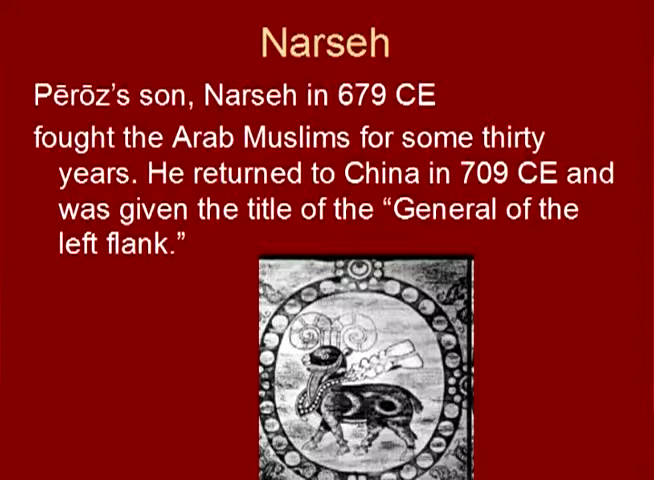 Narseh
Pērōz’s son, Narseh in 679 CE
fought the Arab Muslims for some thirty
years. He returned to China in 709 CE and
was given the title of the “General of the
left flank.”